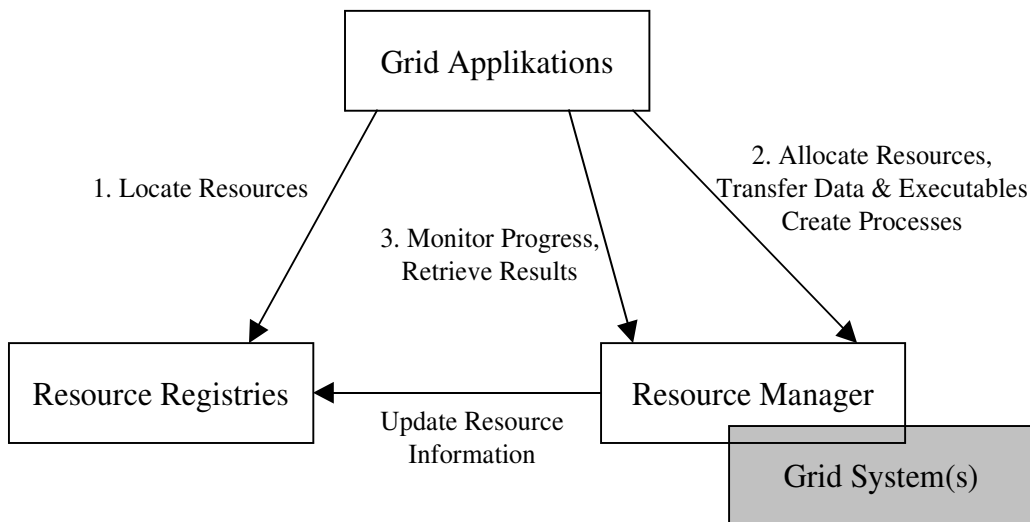 Grid Applikations
2. Allocate Resources,
Transfer Data & Executables
Create Processes
1. Locate Resources
3. Monitor Progress,
Retrieve Results
Resource Registries
Resource Manager
Update Resource
Information
Grid System(s)